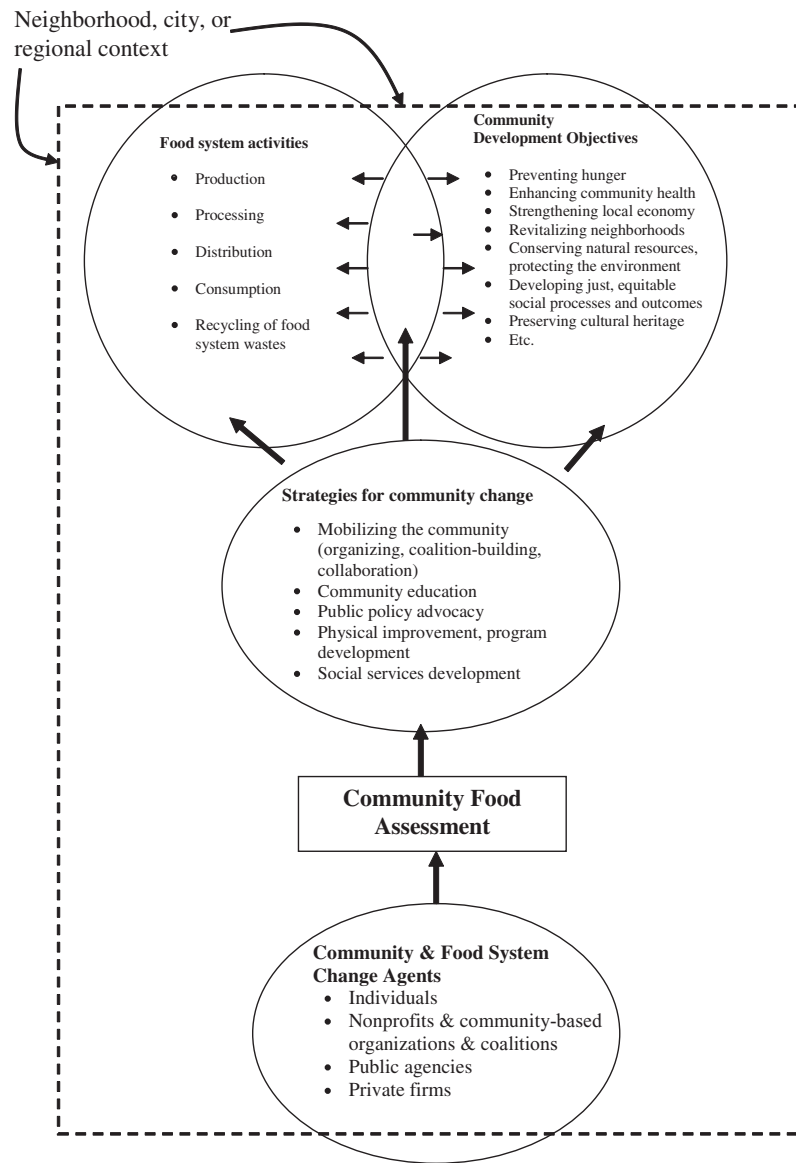 Neighborhood, city, or
regional context
Food system activities
• Production
• Processing
• Distribution
• Consumption
• Recycling of food
system wastes
Community
Development Objectives
• Preventing hunger
• Enhancing community health
• Strengthening local economy
• Revitalizing neighborhoods
• Conserving natural resources,
protecting the environment
• Developing just, equitable
social processes and outcomes
• Preserving cultural heritage
• Etc.
Strategies for community change
• Mobilizing the community
(organizing, coalition-building,
collaboration)
• Community education
• Public policy advocacy
• Physical improvement, program
development
• Social services development
Community Food
Assessment
Community & Food System
Change Agents
• Individuals
• Nonprofits & community-based
organizations & coalitions
• Public agencies
• Private firms